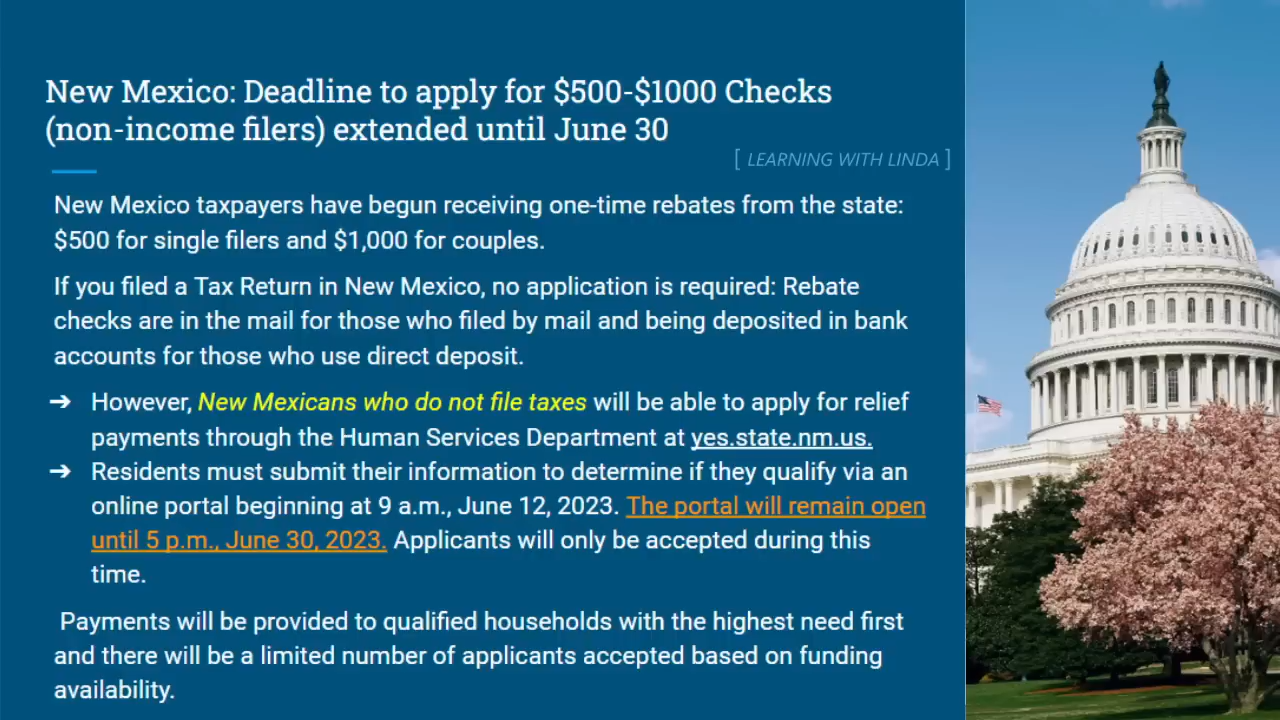 New Mexico: Deadline to apply for $500-$1000 Checks
(non-income filers) extended until June 30
[ LEARNING WITH LINDA ]
New Mexico taxpayers have begun receiving one-time rebates from the state:
$500 for single filers and $1,000 for couples.
If you filed a Tax Return in New Mexico, no application is required: Rebate
checks are in the mail for those who filed by mail and being deposited in bank
accounts for those who use direct deposit.
➔ However, New Mexicans who do not file taxes will be able to apply for relief
payments through the Human Services Department at yes.state.nm.us.
➔ Residents must submit their information to determine if they qualify via an
online portal beginning at 9 a.m., June 12, 2023. The portal will remain open
until 5 p.m., June 30, 2023. Applicants will only be accepted during this
time.
Payments will be provided to qualified households with the highest need first
and there will be a limited number of applicants accepted based on funding
availability.